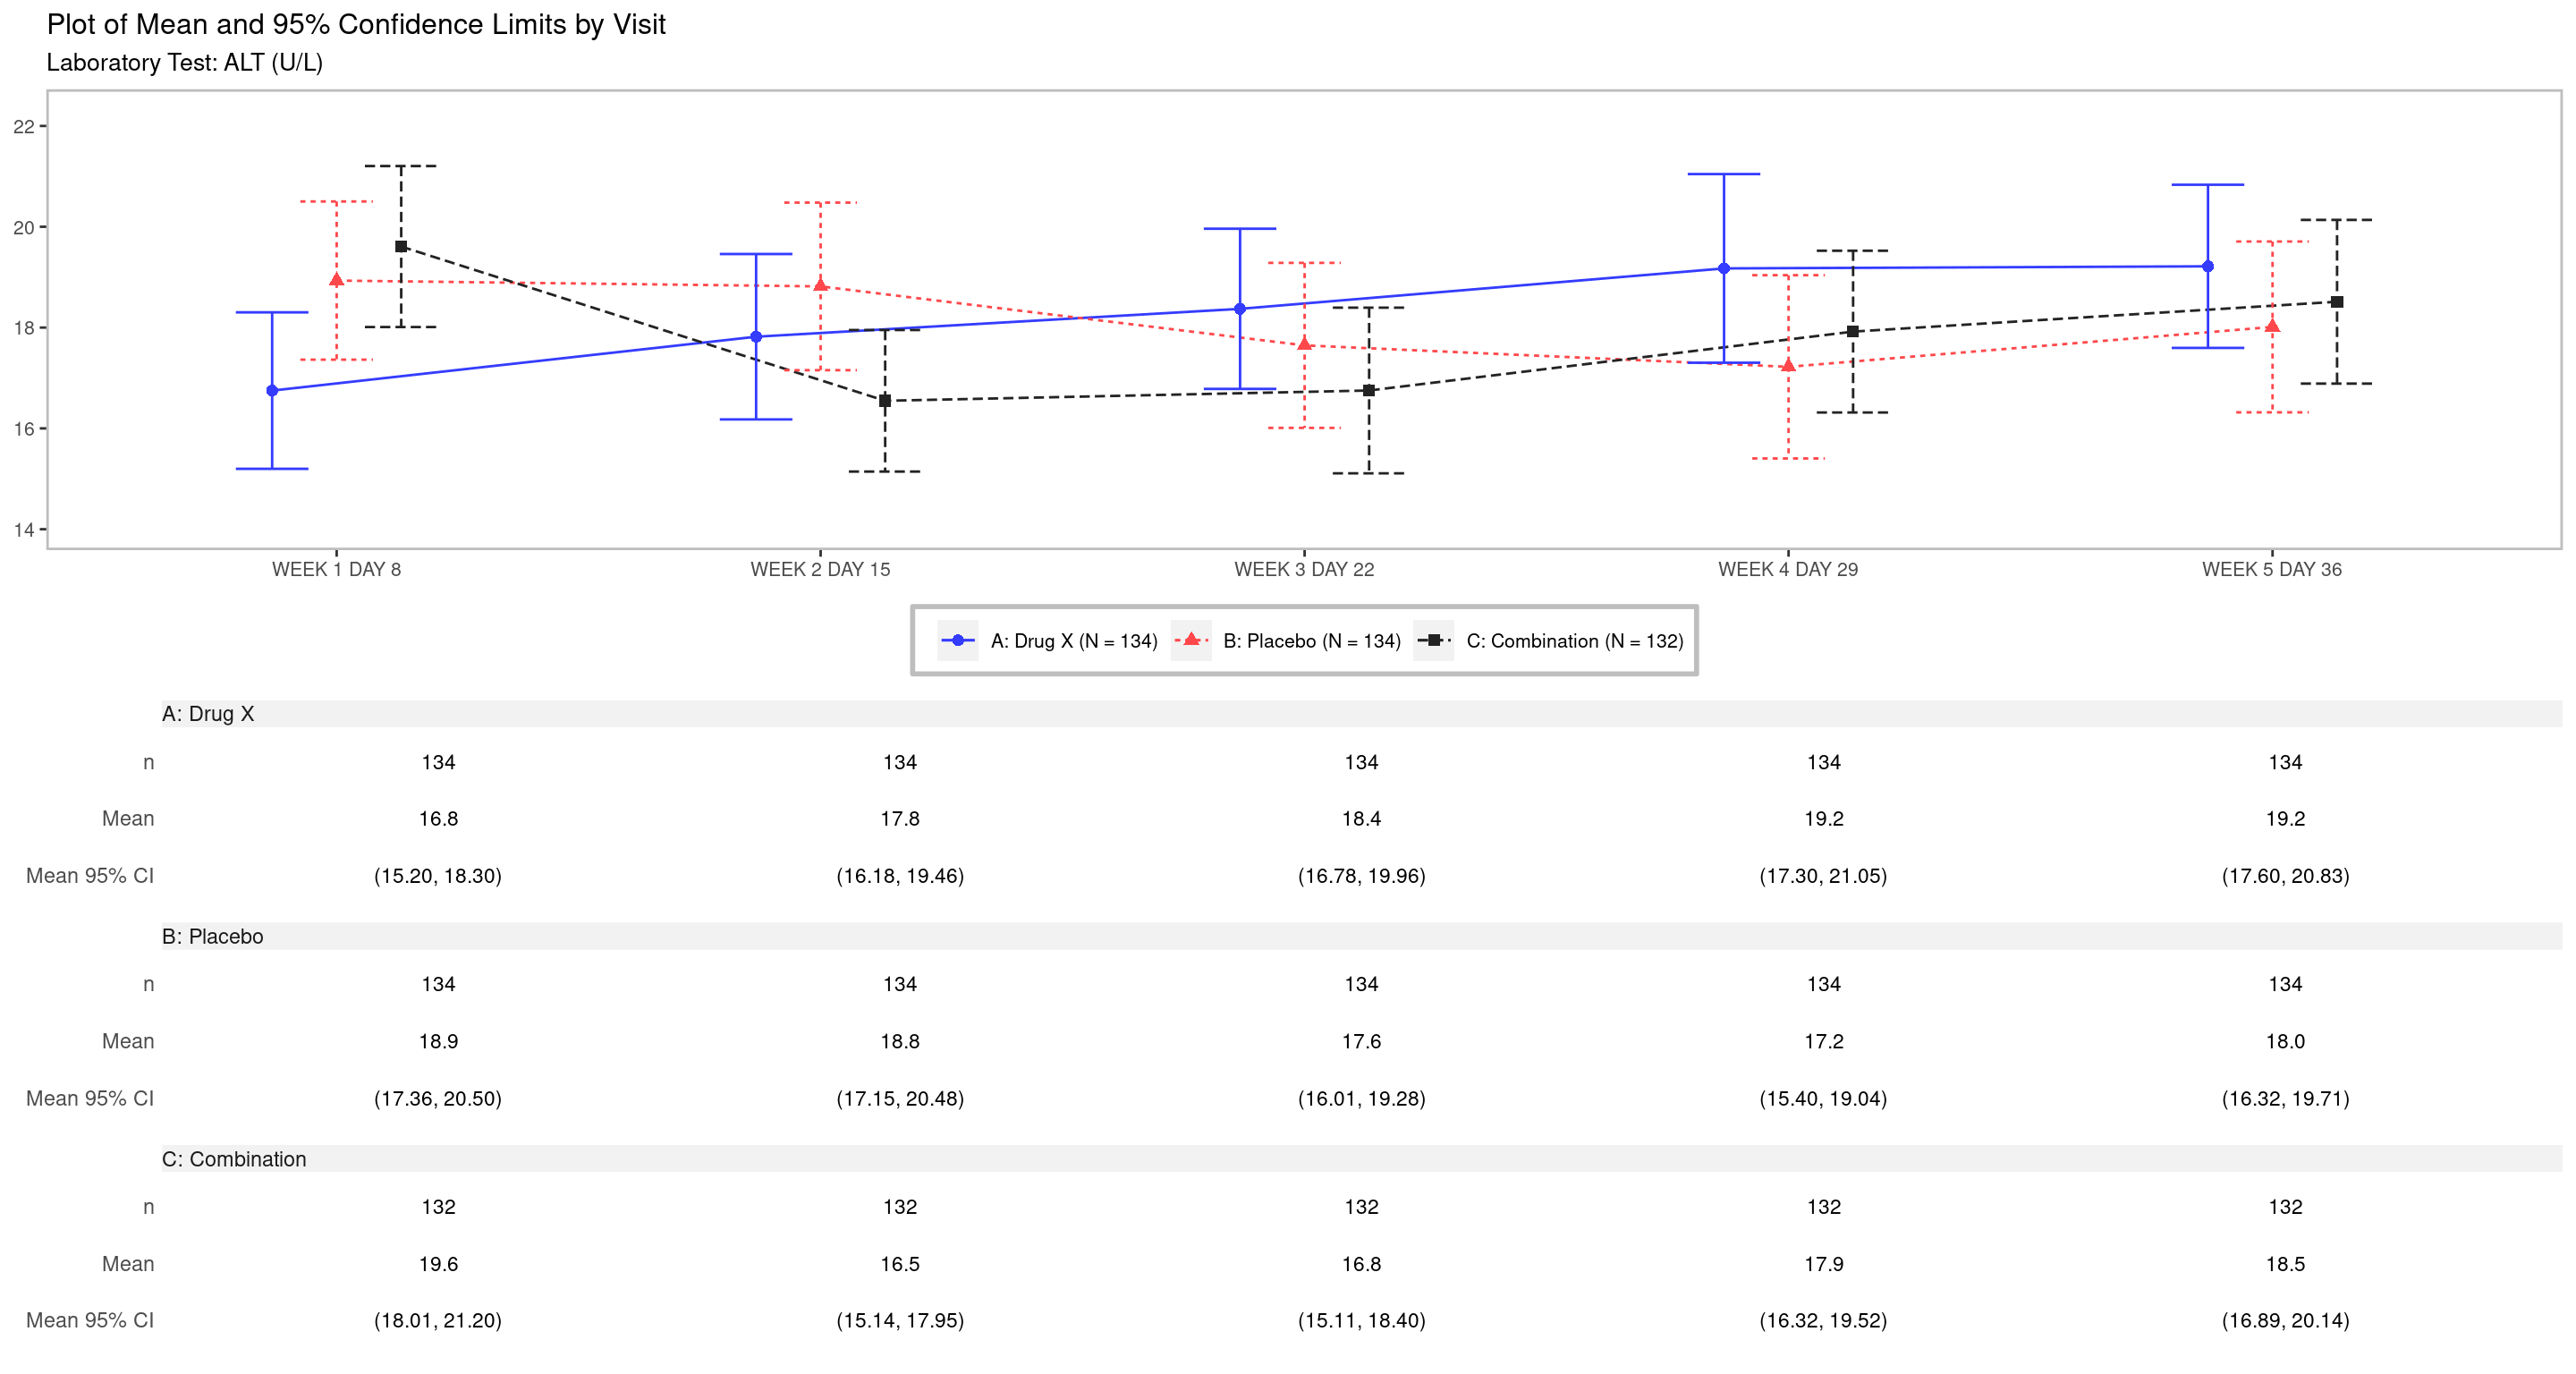 Plot of Mean and 95% Confidence Limits by Visit
Laboratory Test: ALT (U/L)
22
20
18
16
14
WEEK 1 DAY 8 WEEK 2 DAY 15 WEEK 3 DAY 22 WEEK 4 DAY 29 WEEK 5 DAY 36
A: Drug X (N = 134) B: Placebo (N = 134) C: Combination (N = 132)
A: Drug X
n 134 134 134 134 134
Mean 16.8 17.8 18.4 19.2 19.2
Mean 95% CI (15.20, 18.30) (16.18, 19.46) (16.78, 19.96) (17.30, 21.05) (17.60, 20.83)
B: Placebo
n 134 134 134 134 134
Mean 18.9 18.8 17.6 17.2 18.0
Mean 95% CI (17.36, 20.50) (17.15, 20.48) (16.01, 19.28) (15.40, 19.04) (16.32, 19.71)
C: Combination
n 132 132 132 132 132
Mean 19.6 16.5 16.8 17.9 18.5
Mean 95% CI (18.01, 21.20) (15.14, 17.95) (15.11, 18.40) (16.32, 19.52) (16.89, 20.14)